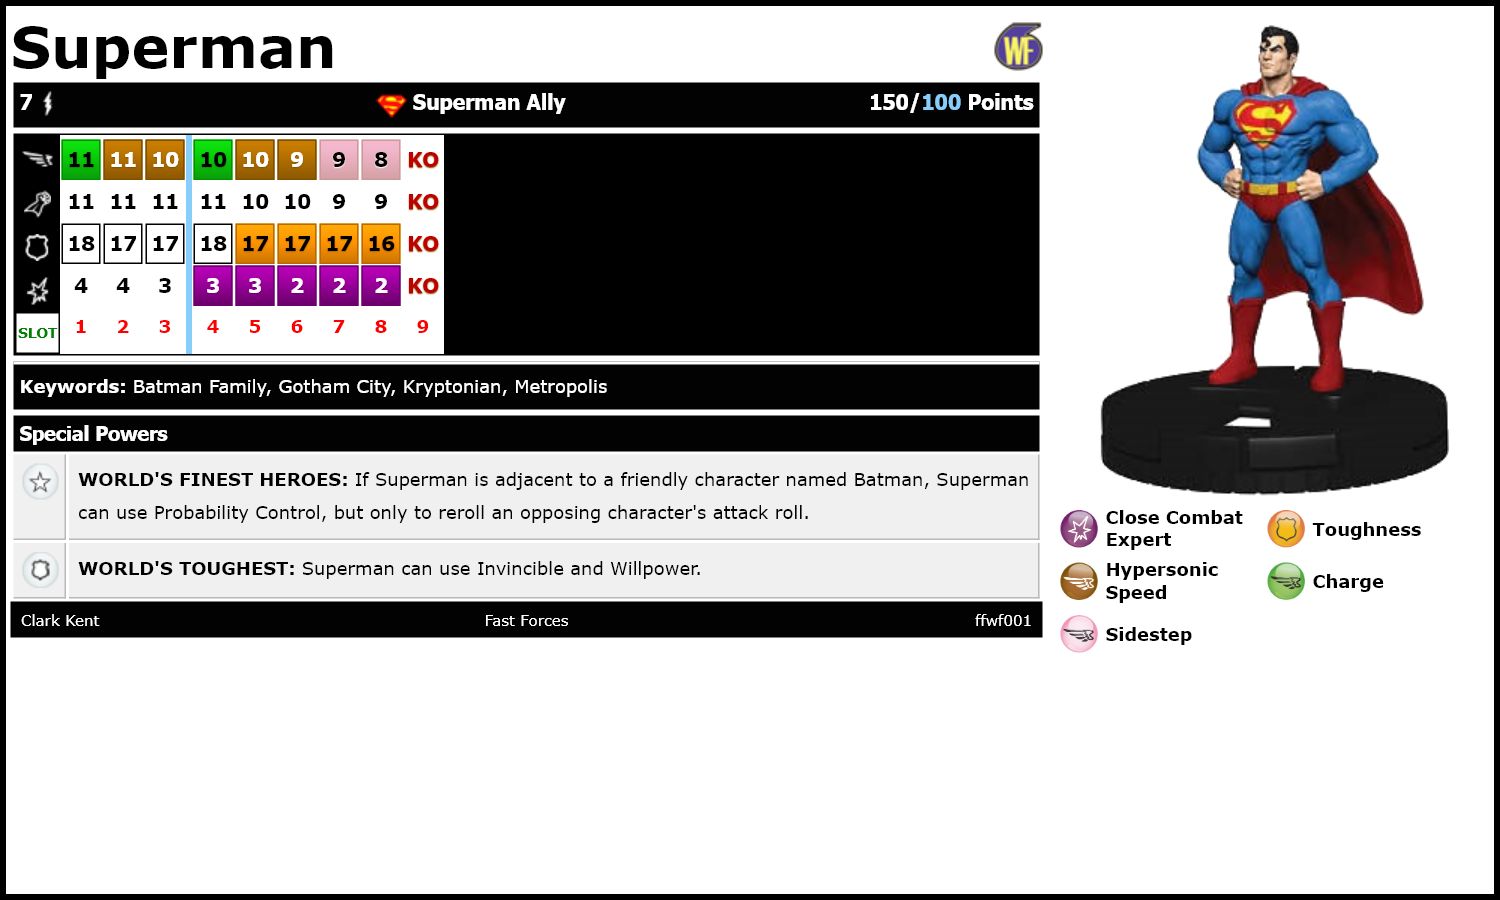 Superman
WF
7 Superman Ally 150/100 Points
11 11 10 10 10 9 9 8 KO
11 11 11 11 10 10 9 9 KO
18 17 17 18 17 17 17 16 KO
4 4 3 3 3 2 2 2 KO
SLOT 1 2 3 4 5 6 7 8 9
Keywords: Batman Family, Gotham City, Kryptonian, Metropolis
Special Powers
WORLD'S FINEST HEROES: If Superman is adjacent to a friendly character named Batman, Superman
can use Probability Control, but only to reroll an opposing character's attack roll.
WORLD'S TOUGHEST: Superman can use Invincible and Willpower.
Clark Kent Fast Forces ffwf001
Close Combat
Expert
Toughness
Hypersonic
Speed
Charge
Sidestep